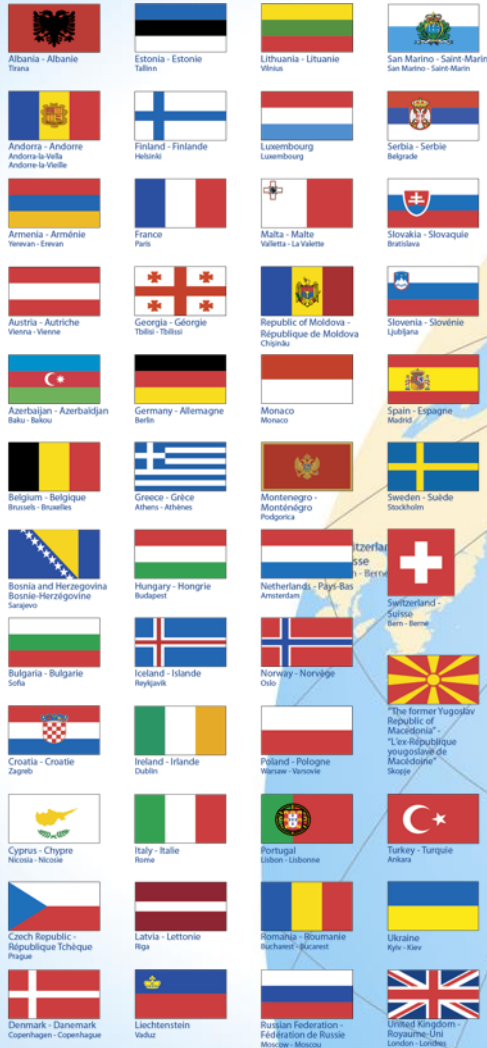 Albania - Albanie
Tirana
Andorra - Andorre
Andorra-la-Vella
Andorre-la-Vieille
Armenia - Arménie
Yerevan - Erevan
Austria - Autriche
Vienna - Vienne
Azerbaijan - Azerbaïdjan
Baku - Bakou
Belgium - Belgique
Brussels - Bruxelles
Bosnia and Herzegovina
Bosnie-Herzégovine
Sarajevo
Bulgaria - Bulgarie
Sofia
Croatia - Croatie
Zagreb
Cyprus - Chypre
Nicosia - Nicosie
Czech Republic -
République Tchèque
Prague
Denmark - Danemark
Copenhagen - Copenhague
Estonia - Estonie
Tallinn
Finland - Finlande
Helsinki
France
Paris
Georgia - Géorgie
Tbilisi - Tbilissi
Germany - Allemagne
Berlin
Greece - Grèce
Athens - Athènes
Hungary - Hongrie
Budapest
Iceland - Islande
Reykjavik
Ireland - Irlande
Dublin
Italy - Italie
Rome
Latvia - Lettonie
Riga
Liechtenstein
Vaduz
Lithuania - Lituanie
Vilnius
Luxembourg
Luxembourg
Malta - Malte
Valletta - La Valette
Republic of Moldova -
République de Moldova
Chişinău
Monaco
Monaco
Montenegro -
Monténégro
Podgorica
Netherlands - Pays-Bas
Amsterdam
Norway - Norvège
Oslo
Poland - Pologne
Warsaw - Varsovie
Portugal
Lisbon - Lisbonne
Romania - Roumanie
Bucharest - Bucarest
Russian Federation -
Fédération de Russie
Moscow - Moscou
San Marino - Saint-Marin
San Marino - Saint-Marin
Serbia - Serbie
Belgrade
Slovakia - Slovaquie
Bratislava
Slovenia - Slovénie
Ljubljana
Spain - Espagne
Madrid
Sweden - Suède
Stockholm
Switzerland -
Suisse
Bern - Berne
"The former Yugoslav
Republic of
Macedonia" -
"L'ex-République
yougoslave de
Macédoine"
Skopje
Turkey - Turquie
Ankara
Ukraine
Kyiv - Kiev
United Kingdom -
Royaume-Uni
London - Londres